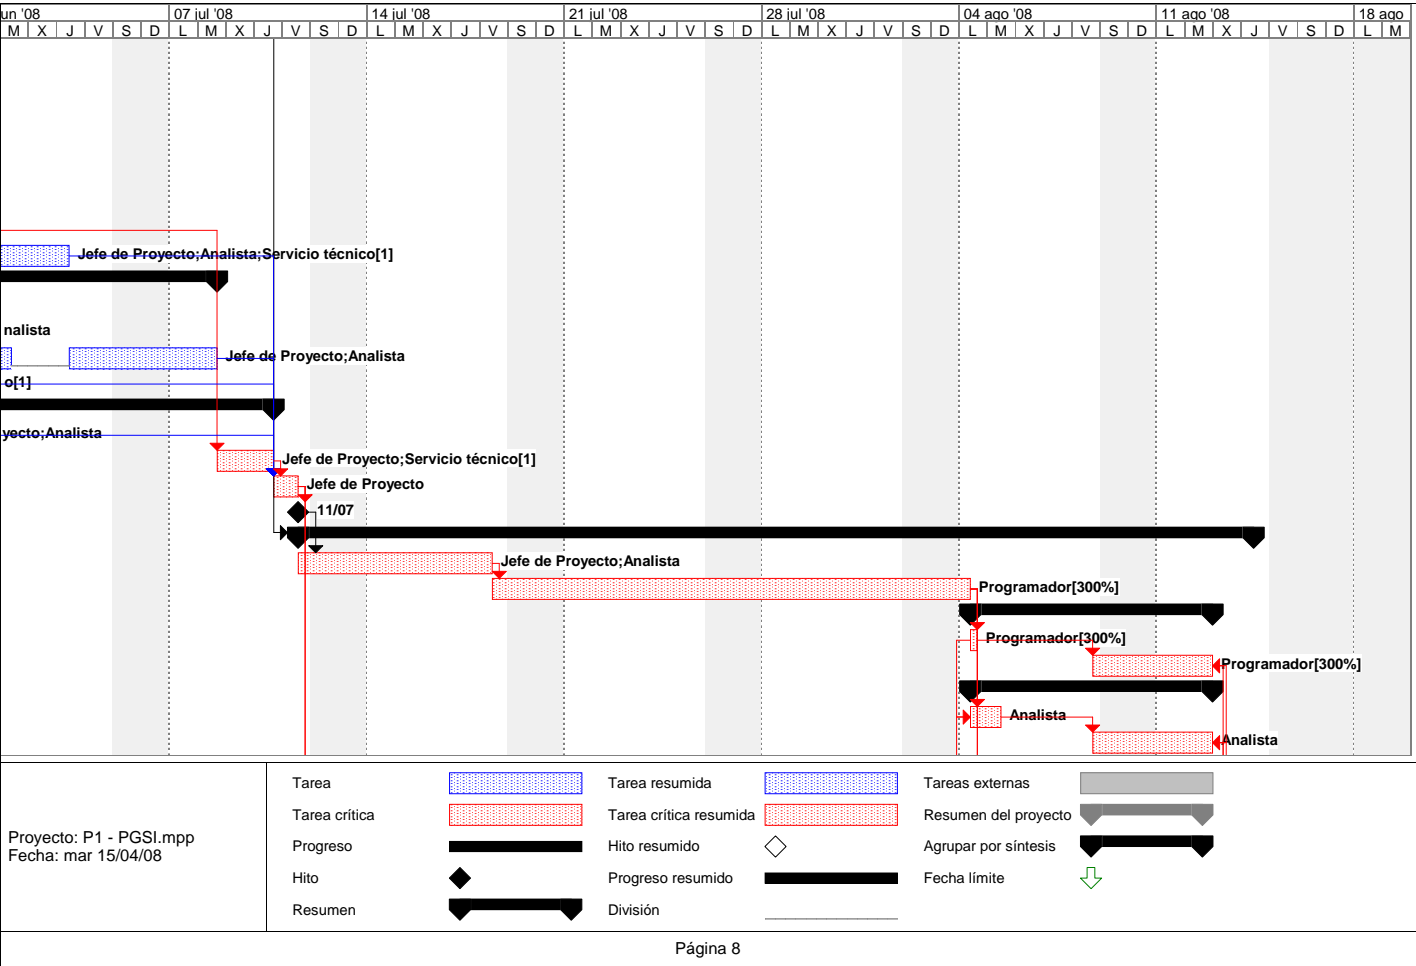 un '08 07 jul '08 14 jul '08 21 jul '08 28 jul '08 04 ago '08 11 ago '08 18 ago
M X J V S D L M X J V S D L M X J V S D L M X J V S D L M X J V S D L M X J V S D L M X J V S D L M
Jefe de Proyecto;Analista;Servicio técnico[1]
nalista
Jefe de Proyecto;Analista
o[1]
yecto;Analista
Jefe de Proyecto;Servicio técnico[1]
Jefe de Proyecto
11/07
Jefe de Proyecto;Analista
Programador[300%]
Programador[300%]
Programador[300%]
Analista
Analista
Proyecto: P1 - PGSI.mpp
Fecha: mar 15/04/08
Tarea
Tarea crítica
Progreso
Hito
Resumen
Tarea resumida
Tarea crítica resumida
Hito resumido
Progreso resumido
División
Tareas externas
Resumen del proyecto
Agrupar por síntesis
Fecha límite
Página 8